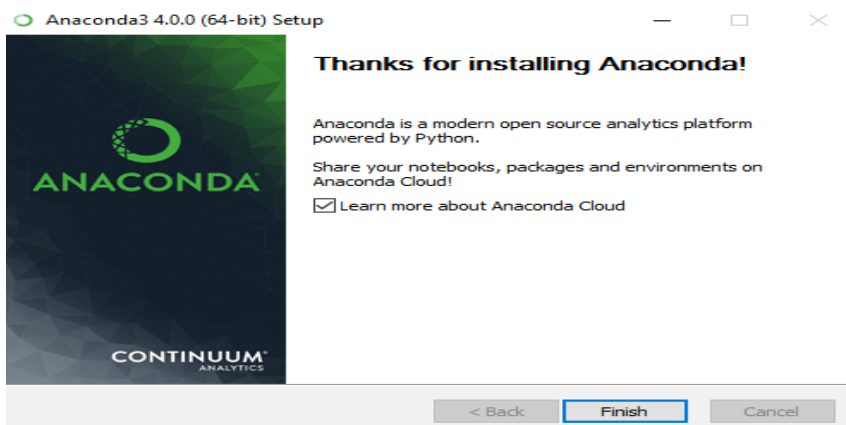 Anaconda3 4.0.0 (64-bit) Setup
Thanks for installing Anaconda!
Anaconda is a modern open source analytics platform
powered by Python.
Share your notebooks, packages and environments on
Anaconda Cloud!
Learn more about Anaconda Cloud
ANACONDA
CONTINUUM®
ANALYTICS
< Back
Finish
Cancel